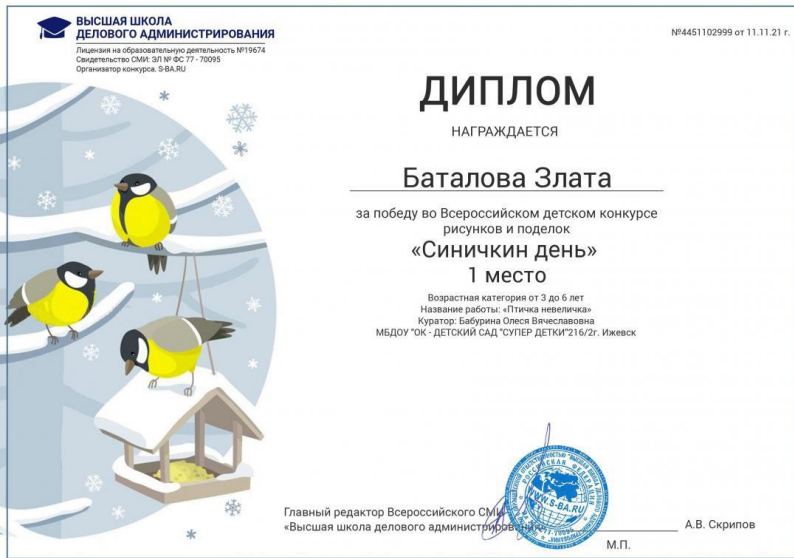 ВЫСШАЯ ШКОЛА
ДЕЛОВОГО АДМИНИСТРИРОВАНИЯ
Лицензия на образовательную деятельность №19674
Свидетельство СМИ: ЭЛ № ФС 77 - 70095
Организатор конкурса. S-BA.RU
№4451102999 от 11.11.21 г.
ДИПЛОМ
НАГРАЖДАЕТСЯ
Баталова Злата
за победу во Всероссийском детском конкурсе
рисунков и поделок
«Синичкин день»
1 место
Возрастная категория от 3 до 6 лет
Название работы: «Птичка невеличка»
Куратор: Бабурина Олеся Вячеславовна
МБДОУ "ОК - ДЕТСКИЙ САД "СУПЕР ДЕТКИ"216/2г. Ижевск
Главный редактор Всероссийского СМИ
«Высшая школа делового администрирования»
А.В. Скрипов
М.П.
РОССИЙСКАЯ ФЕДЕРАЦИЯ
WWW.S-BA.RU